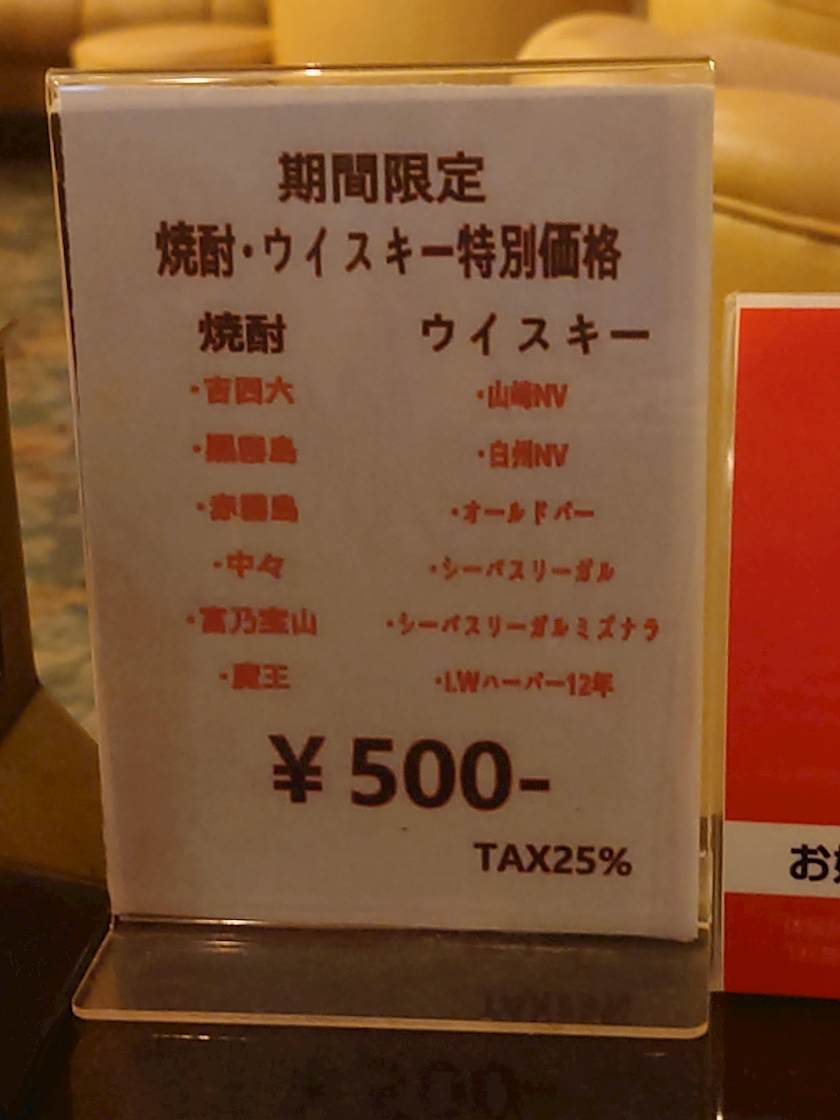 期間限定
焼酎・ウイスキー特別価格
焼酎
・吉四六
・黒霧島
・赤霧島
・中々
・富乃宝山
・魔王
ウイスキー
・山崎NV
・白州NV
・オールドパー
・シーバスリーガル
・シーバスリーガルミズナラ
・I.Wハーパー12年
¥500-
TAX25%
お